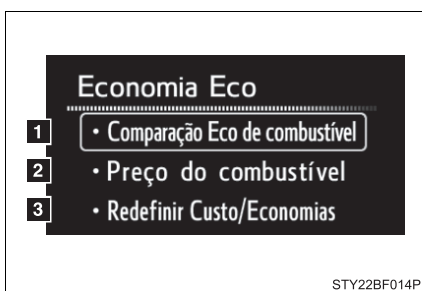 Economia Eco
1 • Comparação Eco de combustível
2 • Preço do combustível
3 • Redefinir Custo/Economias
STY22BF014P